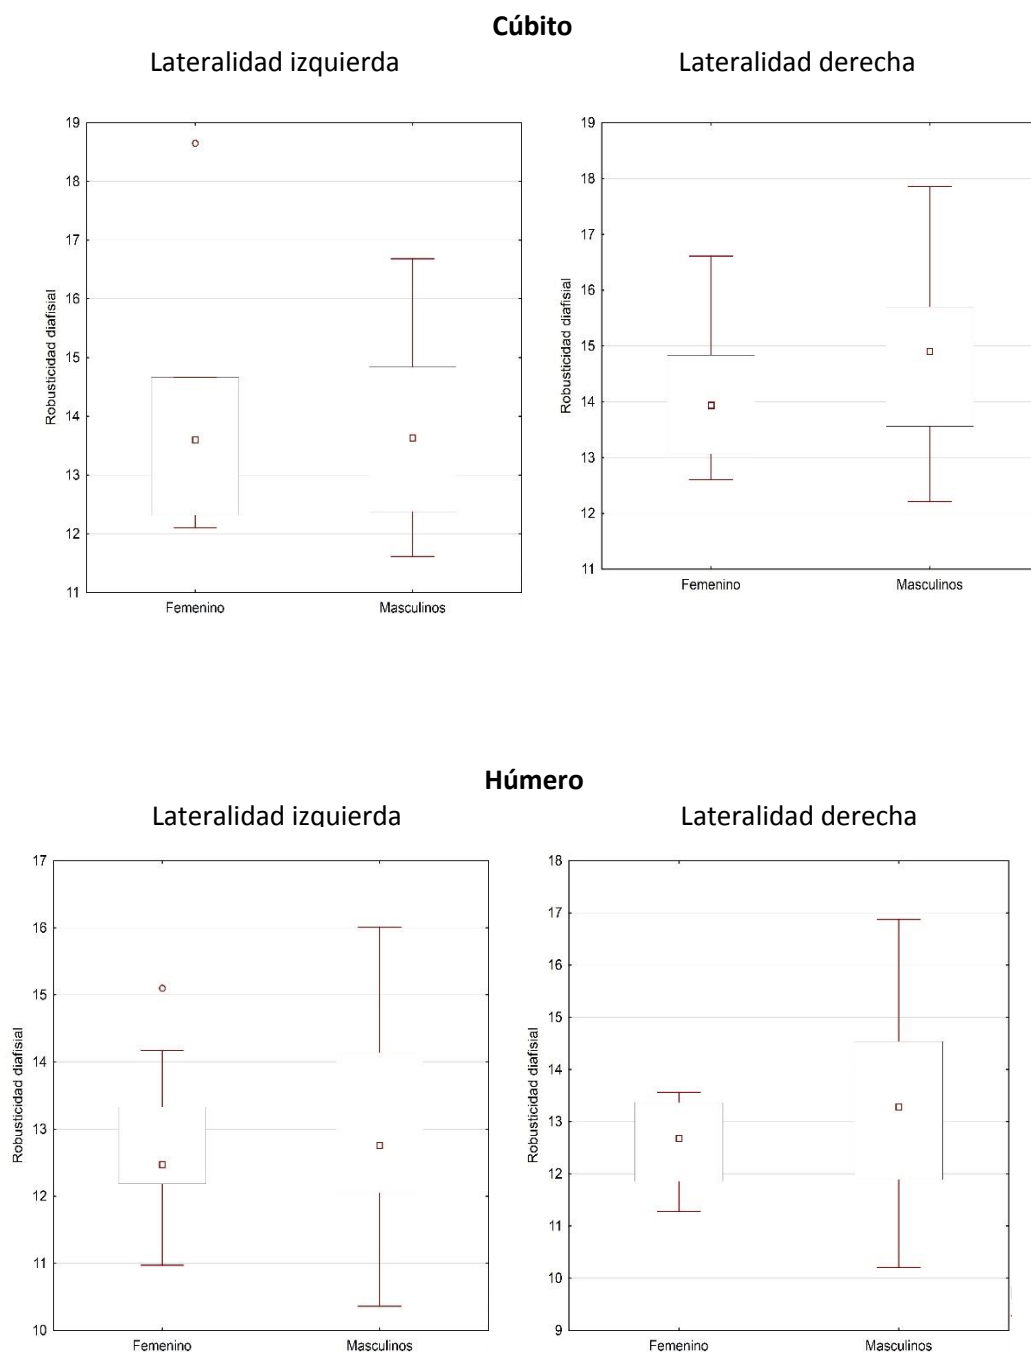 Cúbito
Lateralidad izquierda
Lateralidad derecha
19
18
17
16
15
14
13
12
11
Robusticidad diafisial
Femenino
Masculinos
19
18
17
16
15
14
13
12
11
Robusticidad diafisial
Femenino
Masculinos
Húmero
Lateralidad izquierda
Lateralidad derecha
17
16
15
14
13
12
11
10
Robusticidad diafisial
Femenino
Masculinos
18
17
16
15
14
13
12
11
10
9
Robusticidad diafisial
Femenino
Masculinos